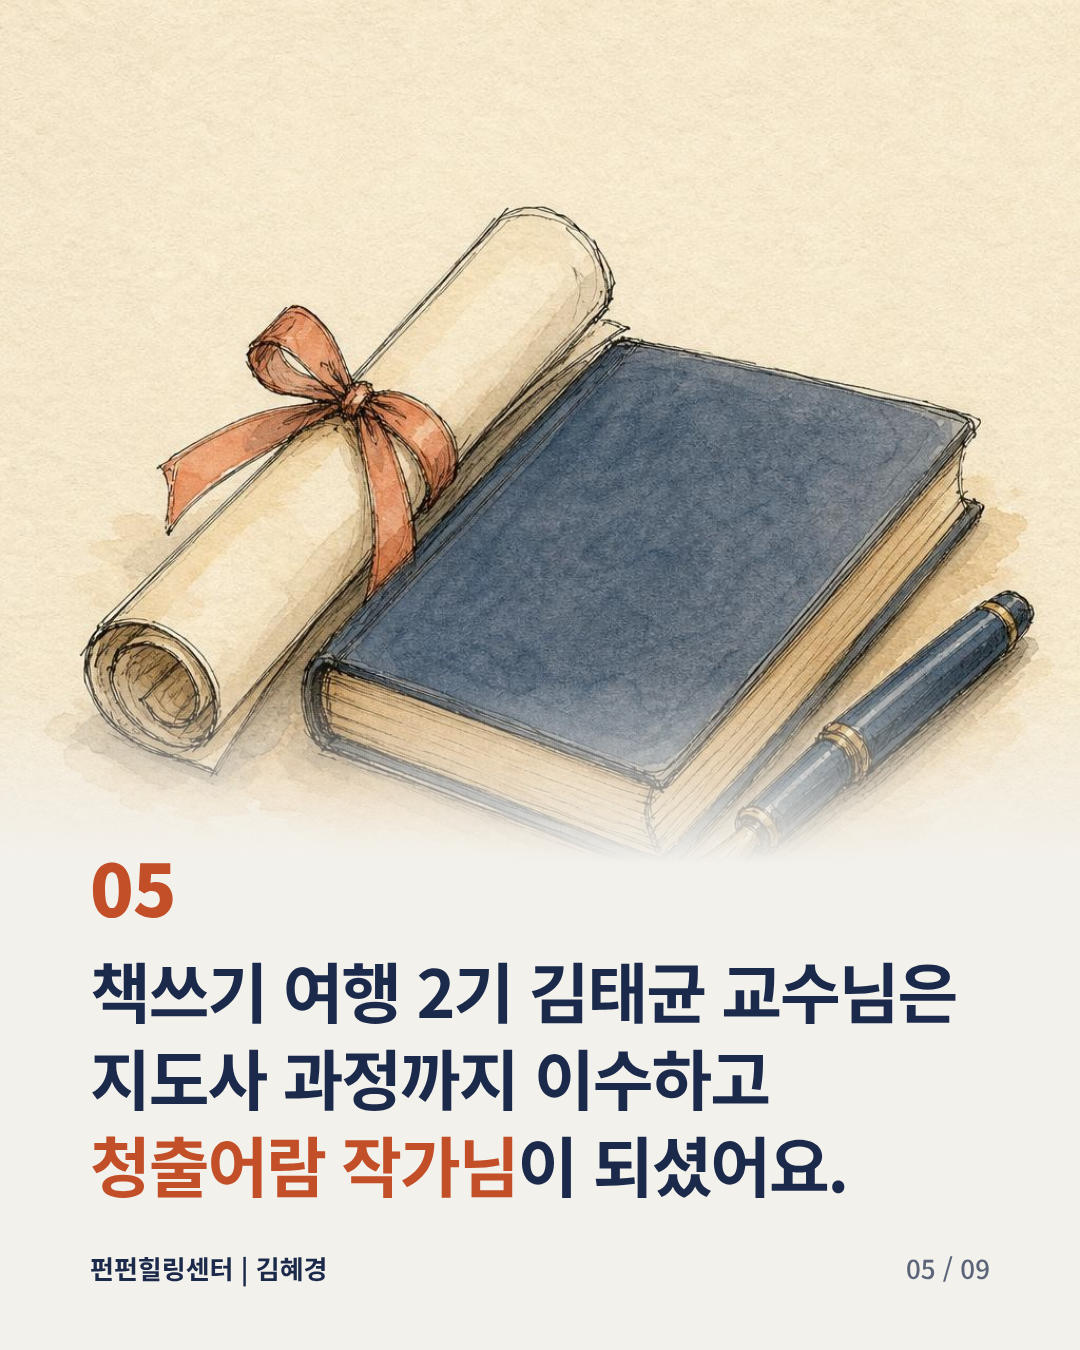 05
책쓰기 여행 2기 김태균 교수님은
지도사 과정까지 이수하고
청출어람 작가님이 되셨어요.
펀펀힐링센터 | 김혜경
05 / 09